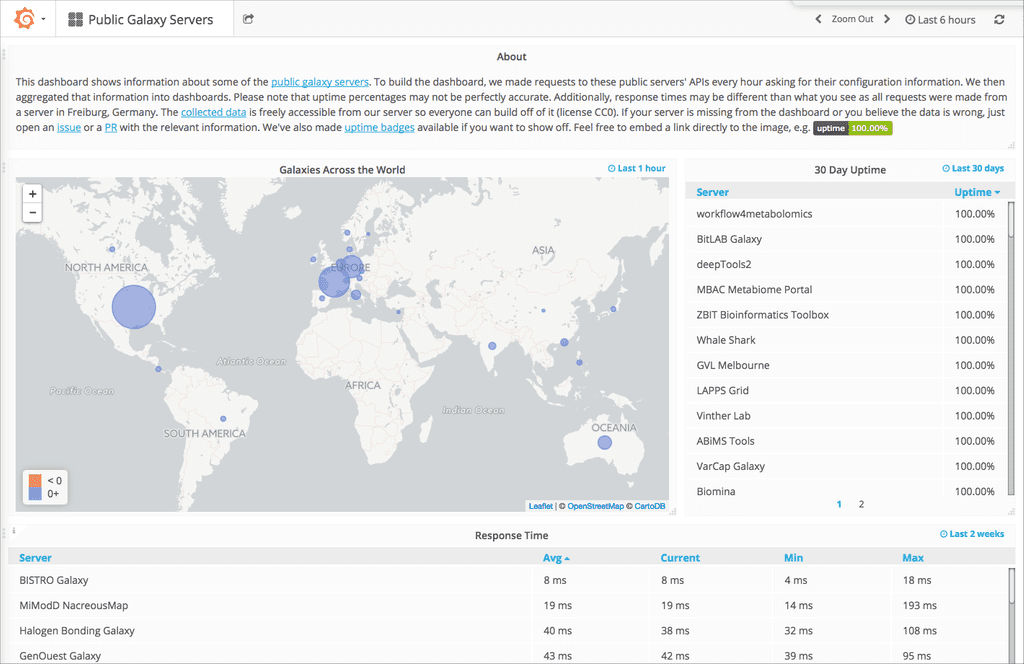 Public Galaxy Servers
Zoom Out
Last 6 hours
About
This dashboard shows information about some of the public galaxy servers. To build the dashboard, we made requests to these public servers' APIs every hour asking for their configuration information. We then
aggregated that information into dashboards. Please note that uptime percentages may not be perfectly accurate. Additionally, response times may be different than what you see as all requests were made from
a server in Freiburg, Germany. The collected data is freely accessible from our server so everyone can build off of it (license CC0). If your server is missing from the dashboard or you believe the data is wrong, just
open an issue or a PR with the relevant information. We've also made uptime badges available if you want to show off. Feel free to embed a link directly to the image, e.g. uptime 100.00%
Galaxies Across the World
Last 1 hour
+
−
NORTH AMERICA
EUROPE
ASIA
Atlantic Ocean
Pacific Ocean
AFRICA
Indian Ocean
SOUTH AMERICA
OCEANIA
< 0
0+
Leaflet | © OpenStreetMap © CartoDB
30 Day Uptime
Last 30 days
Server Uptime
workflow4metabolomics 100.00%
BitLAB Galaxy 100.00%
deepTools2 100.00%
MBAC Metabiome Portal 100.00%
ZBIT Bioinformatics Toolbox 100.00%
Whale Shark 100.00%
GVL Melbourne 100.00%
LAPPS Grid 100.00%
Vinther Lab 100.00%
ABiMS Tools 100.00%
VarCap Galaxy 100.00%
Biomina 100.00%
1 2
i
Response Time
Last 2 weeks
Server Avg Current Min Max
BISTRO Galaxy 8 ms 8 ms 4 ms 18 ms
MiModD NacreousMap 19 ms 19 ms 14 ms 193 ms
Halogen Bonding Galaxy 40 ms 38 ms 32 ms 108 ms
GenOuest Galaxy 43 ms 42 ms 39 ms 95 ms